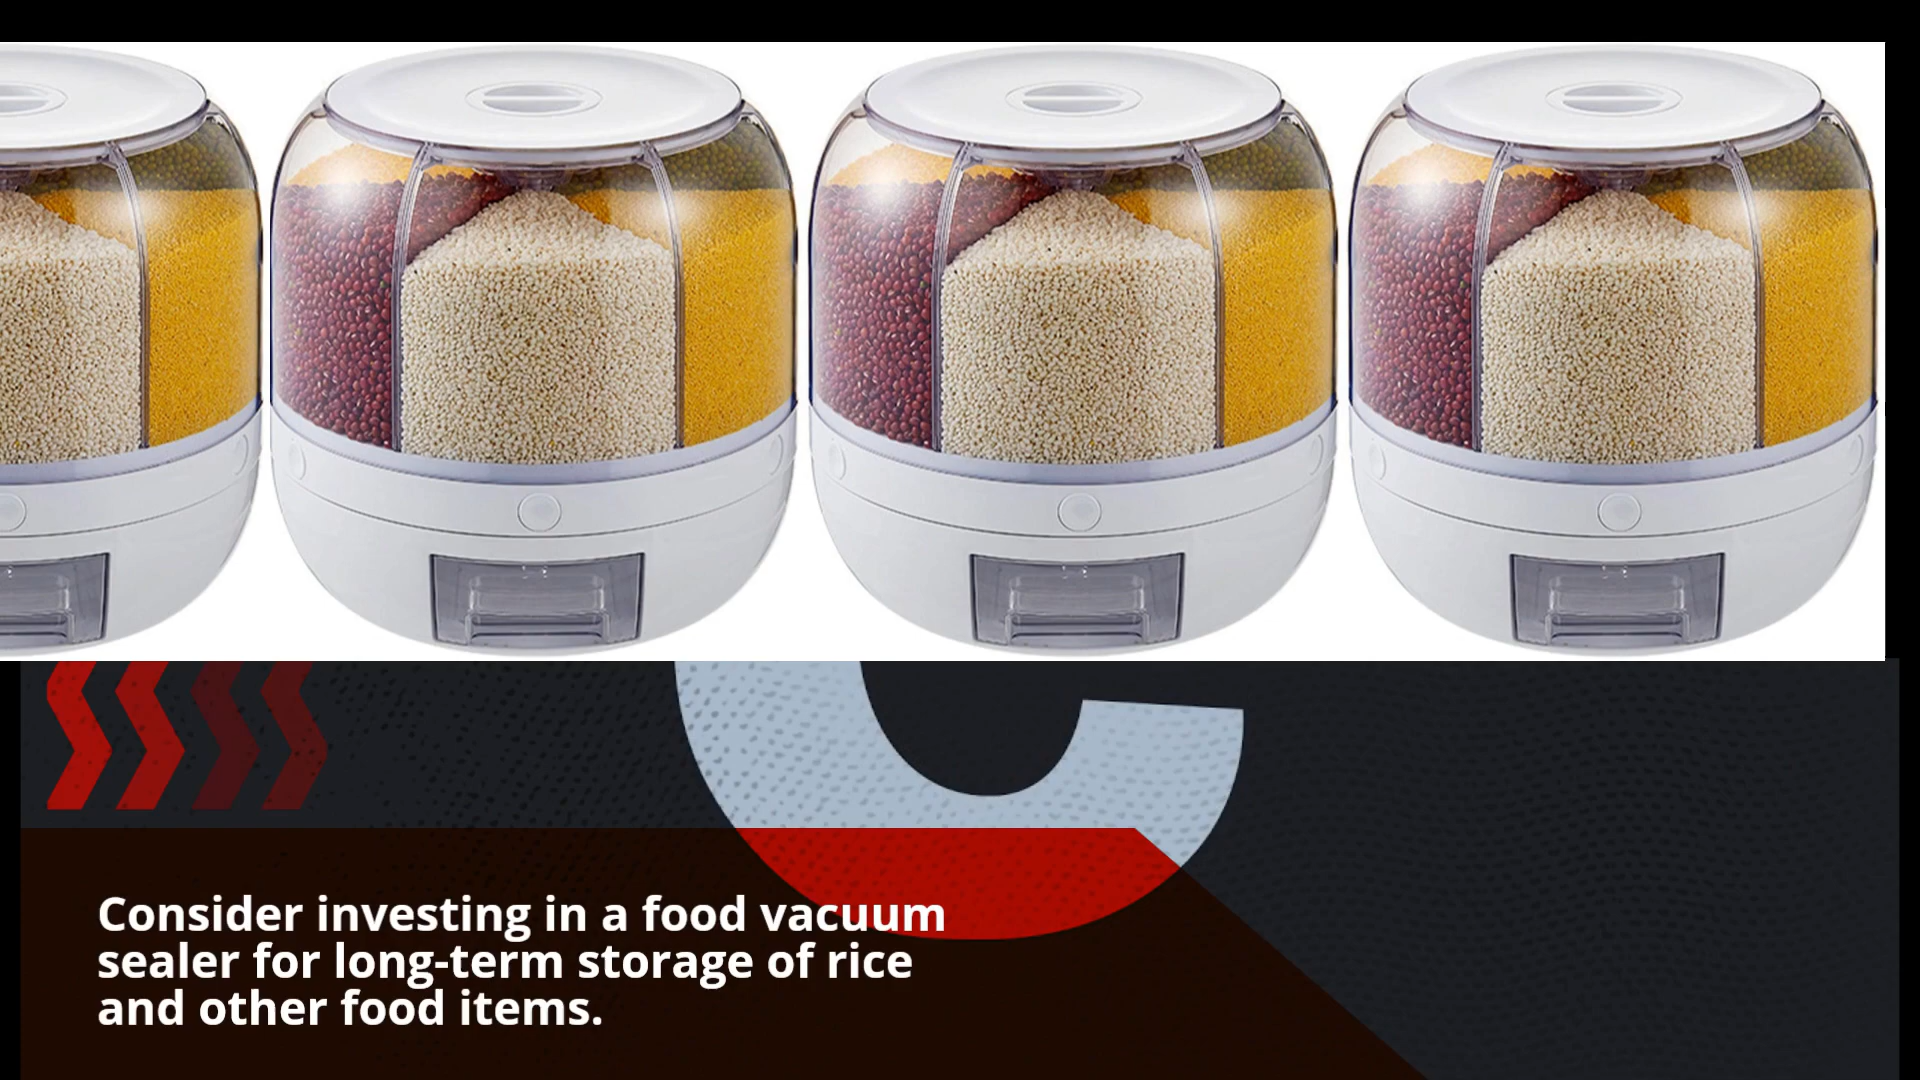 Consider investing in a food vacuum
sealer for long-term storage of rice
and other food items.